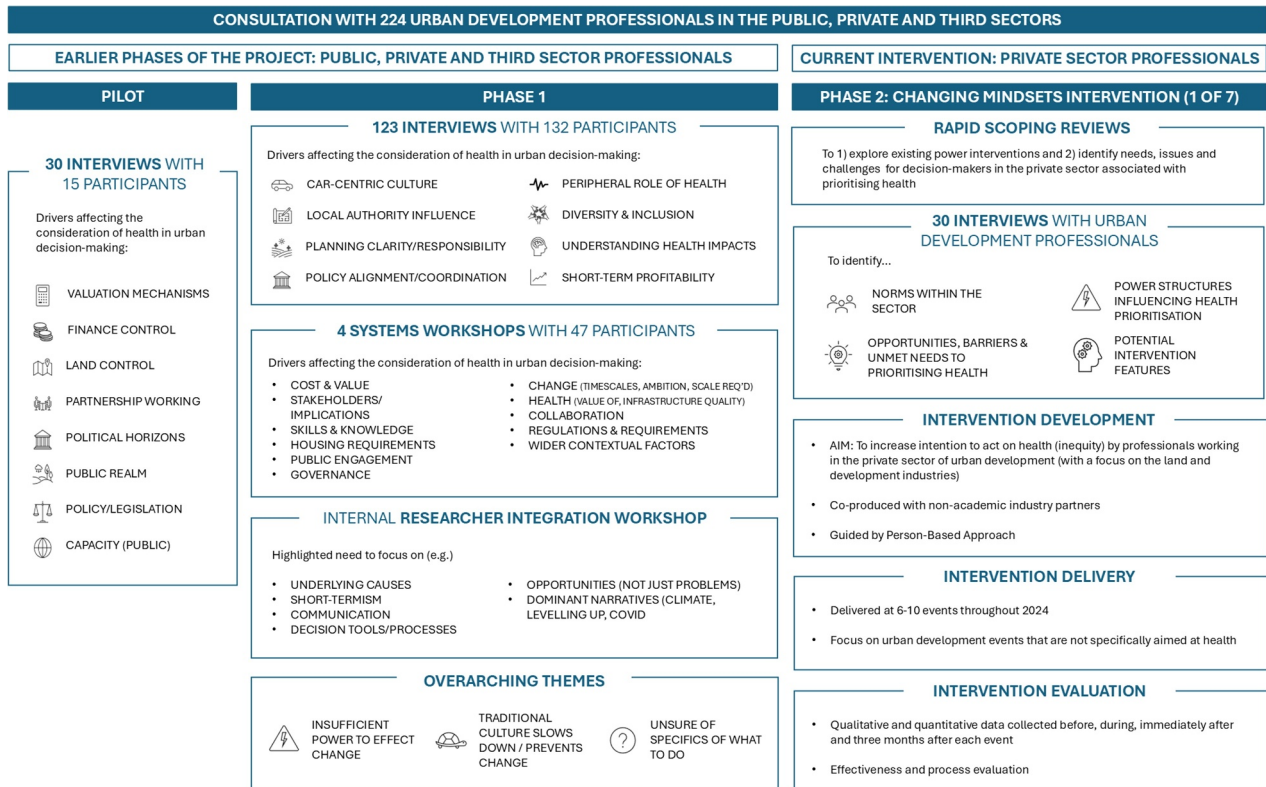 CONSULTATION WITH 224 URBAN DEVELOPMENT PROFESSIONALS IN THE PUBLIC, PRIVATE AND THIRD SECTORS
EARLIER PHASES OF THE PROJECT: PUBLIC, PRIVATE AND THIRD SECTOR PROFESSIONALS
CURRENT INTERVENTION: PRIVATE SECTOR PROFESSIONALS
PILOT
30 INTERVIEWS WITH
15 PARTICIPANTS
Drivers affecting the
consideration of health in urban
decision-making:
VALUATION MECHANISMS
FINANCE CONTROL
LAND CONTROL
PARTNERSHIP WORKING
POLITICAL HORIZONS
PUBLIC REALM
POLICY/LEGISLATION
CAPACITY (PUBLIC)
PHASE 1
123 INTERVIEWS WITH 132 PARTICIPANTS
Drivers affecting the consideration of health in urban decision-making:
CAR-CENTRIC CULTURE
LOCAL AUTHORITY INFLUENCE
PLANNING CLARITY/RESPONSIBILITY
POLICY ALIGNMENT/COORDINATION
PERIPHERAL ROLE OF HEALTH
DIVERSITY & INCLUSION
UNDERSTANDING HEALTH IMPACTS
SHORT-TERM PROFITABILITY
4 SYSTEMS WORKSHOPS WITH 47 PARTICIPANTS
Drivers affecting the consideration of health in urban decision-making:
• COST & VALUE
• STAKEHOLDERS/
IMPLICATIONS
• SKILLS & KNOWLEDGE
• HOUSING REQUIREMENTS
• PUBLIC ENGAGEMENT
• GOVERNANCE
• CHANGE (TIMESCALES, AMBITION, SCALE REQ'D)
• HEALTH (VALUE OF, INFRASTRUCTURE QUALITY)
• COLLABORATION
• REGULATIONS & REQUIREMENTS
• WIDER CONTEXTUAL FACTORS
INTERNAL RESEARCHER INTEGRATION WORKSHOP
Highlighted need to focus on (e.g.)
• UNDERLYING CAUSES
• SHORT-TERMISM
• COMMUNICATION
• DECISION TOOLS/PROCESSES
• OPPORTUNITIES (NOT JUST PROBLEMS)
• DOMINANT NARRATIVES (CLIMATE,
LEVELLING UP, COVID
OVERARCHING THEMES
INSUFFICIENT
POWER TO EFFECT
CHANGE
TRADITIONAL
CULTURE SLOWS
DOWN / PREVENTS
CHANGE
?
UNSURE OF
SPECIFICS OF WHAT
TO DO
PHASE 2: CHANGING MINDSETS INTERVENTION (1 OF 7)
RAPID SCOPING REVIEWS
To 1) explore existing power interventions and 2) identify needs, issues and
challenges for decision-makers in the private sector associated with
prioritising health
30 INTERVIEWS WITH URBAN
DEVELOPMENT PROFESSIONALS
To identify...
NORMS WITHIN THE
SECTOR
OPPORTUNITIES, BARRIERS &
UNMET NEEDS TO
PRIORITISING HEALTH
POWER STRUCTURES
INFLUENCING HEALTH
PRIORITISATION
POTENTIAL
INTERVENTION
FEATURES
INTERVENTION DEVELOPMENT
• AIM: To increase intention to act on health (inequity) by professionals working
in the private sector of urban development (with a focus on the land and
development industries)
• Co-produced with non-academic industry partners
• Guided by Person-Based Approach
INTERVENTION DELIVERY
• Delivered at 6-10 events throughout 2024
• Focus on urban development events that are not specifically aimed at health
INTERVENTION EVALUATION
• Qualitative and quantitative data collected before, during, immediately after
and three months after each event
• Effectiveness and process evaluation